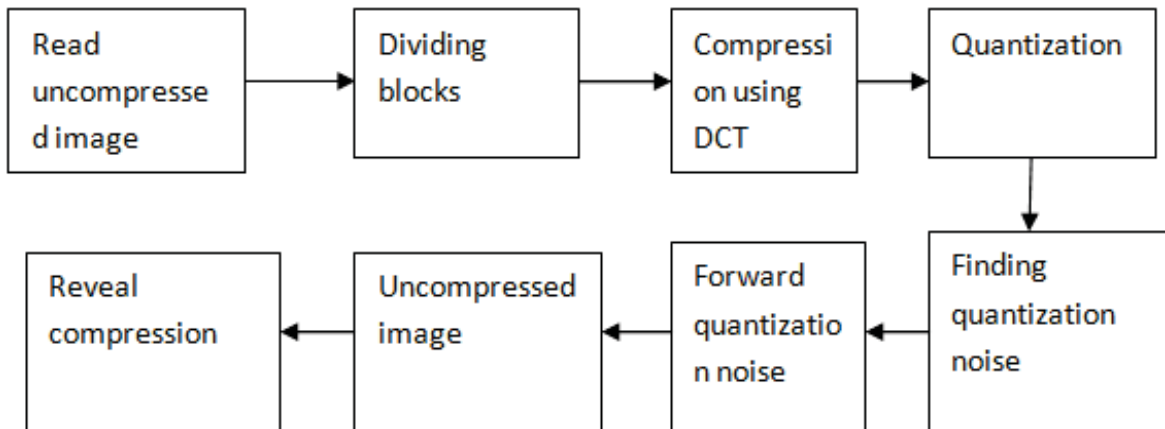 Read
uncompresse
d image
Dividing
blocks
Compressi
on using
DCT
Quantization
Finding
quantization
noise
Forward
quantizatio
n noise
Uncompressed
image
Reveal
compression